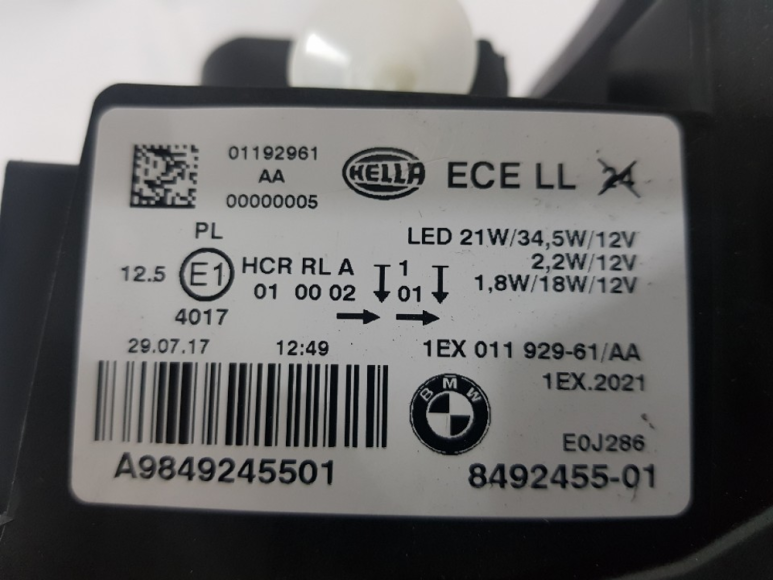 01192961
AA
00000005
HELLA
ECE LL 24
PL
12.5 E1 HCR RL A 1
01 0 0 02 01
4017
LED 21W/34,5W/12V
2,2W/12V
1,8W/18W/12V
29.07.17 12:49
1EX 011 929-61/AA
1EX.2021
BMW
E0J286
A9849245501
8492455-01